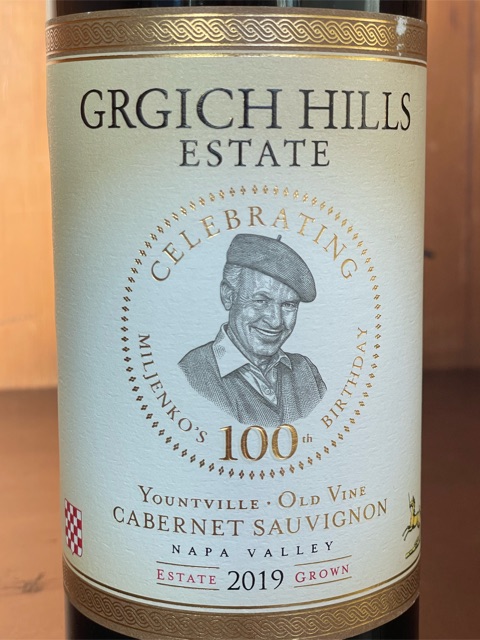 GRGICH HILLS
ESTATE
CELEBRATING
MILJENKO'S 100th BIRTHDAY
YOUNTVILLE · OLD VINE
CABERNET SAUVIGNON
NAPA VALLEY
ESTATE 2019 GROWN